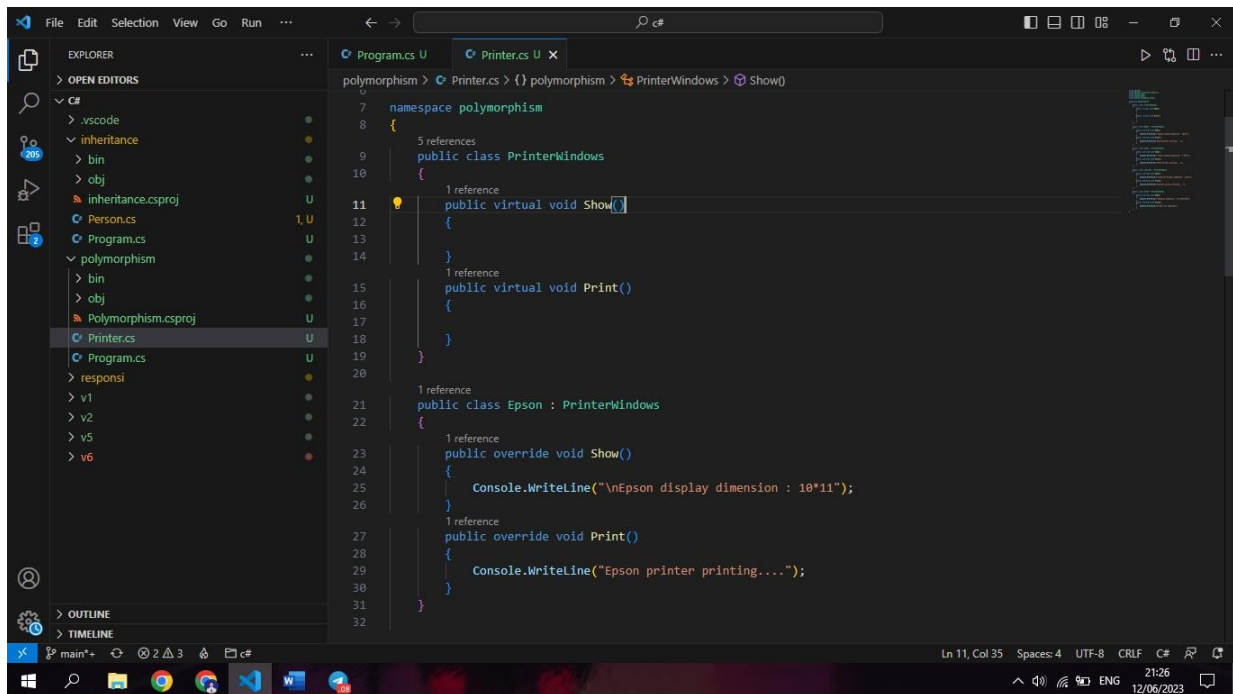 File Edit Selection View Go Run ··· c#
EXPLORER ···
> OPEN EDITORS
C#
> .vscode
inheritance
> bin
> obj
inheritance.csproj U
Person.cs 1, U
Program.cs U
polymorphism
> bin
> obj
Polymorphism.csproj U
Printer.cs U
Program.cs U
> responsi
> v1
> v2
> v5
> v6
> OUTLINE
> TIMELINE
205
2
Program.cs U Printer.cs U
polymorphism > Printer.cs > {} polymorphism > PrinterWindows > Show()
7 namespace polymorphism
8 {
5 references
9 public class PrinterWindows
10 {
1 reference
11 public virtual void Show()
12 {
13
14 }
1 reference
15 public virtual void Print()
16 {
17
18 }
19 }
20
1 reference
21 public class Epson : PrinterWindows
22 {
1 reference
23 public override void Show()
24 {
25 Console.WriteLine("\nEpson display dimension : 10*11");
26 }
1 reference
27 public override void Print()
28 {
29 Console.WriteLine("Epson printer printing....");
30 }
31 }
32
main*+ 2 3 c# Ln 11, Col 35 Spaces: 4 UTF-8 CRLF C#
ENG 21:26
12/06/2023